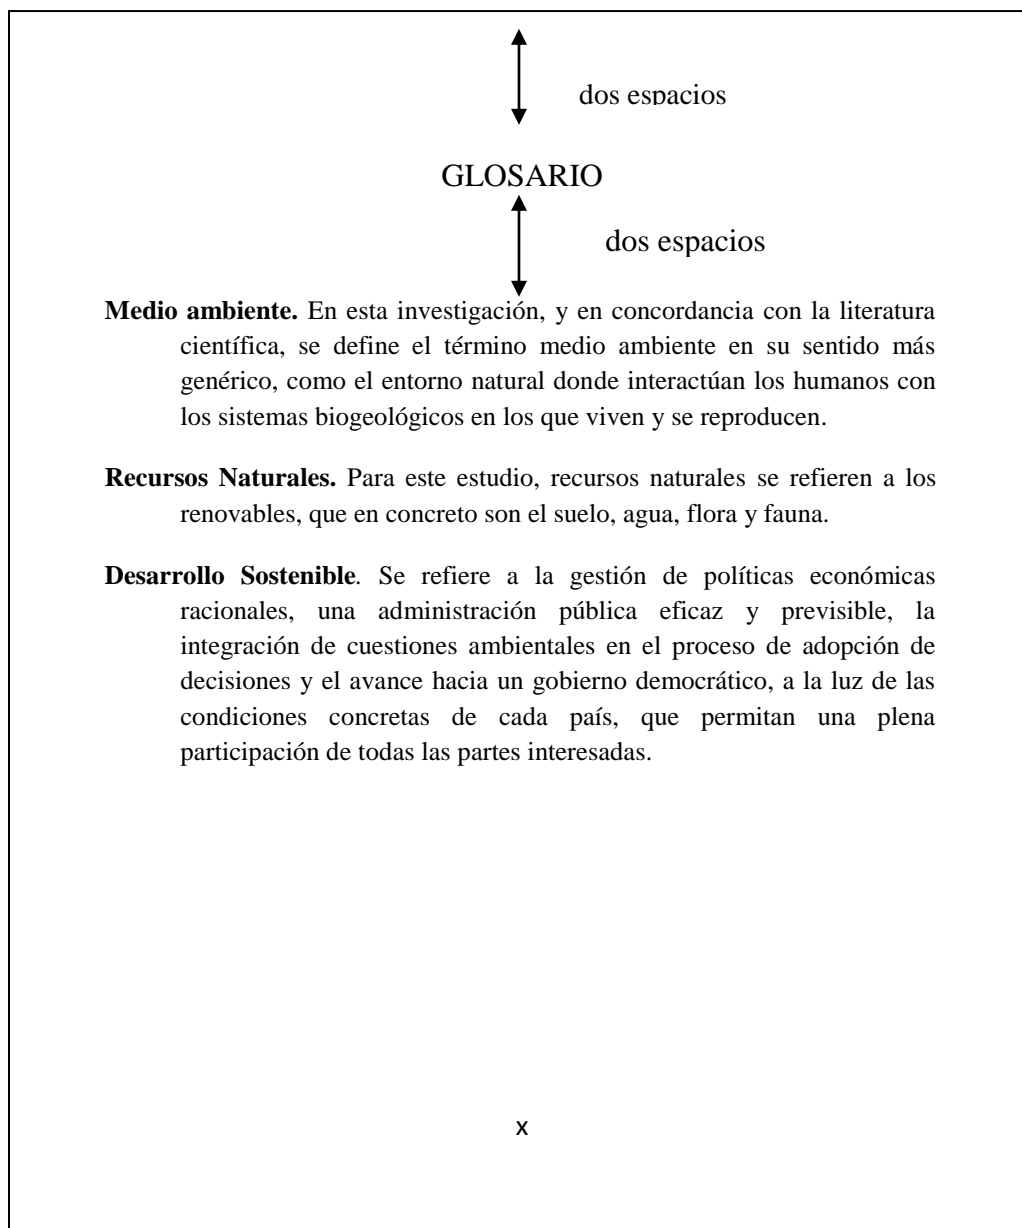 dos espacios
GLOSARIO
dos espacios
Medio ambiente. En esta investigación, y en concordancia con la literatura
científica, se define el término medio ambiente en su sentido más
genérico, como el entorno natural donde interactúan los humanos con
los sistemas biogeológicos en los que viven y se reproducen.
Recursos Naturales. Para este estudio, recursos naturales se refieren a los
renovables, que en concreto son el suelo, agua, flora y fauna.
Desarrollo Sostenible. Se refiere a la gestión de políticas económicas
racionales, una administración pública eficaz y previsible, la
integración de cuestiones ambientales en el proceso de adopción de
decisiones y el avance hacia un gobierno democrático, a la luz de las
condiciones concretas de cada país, que permitan una plena
participación de todas las partes interesadas.
x